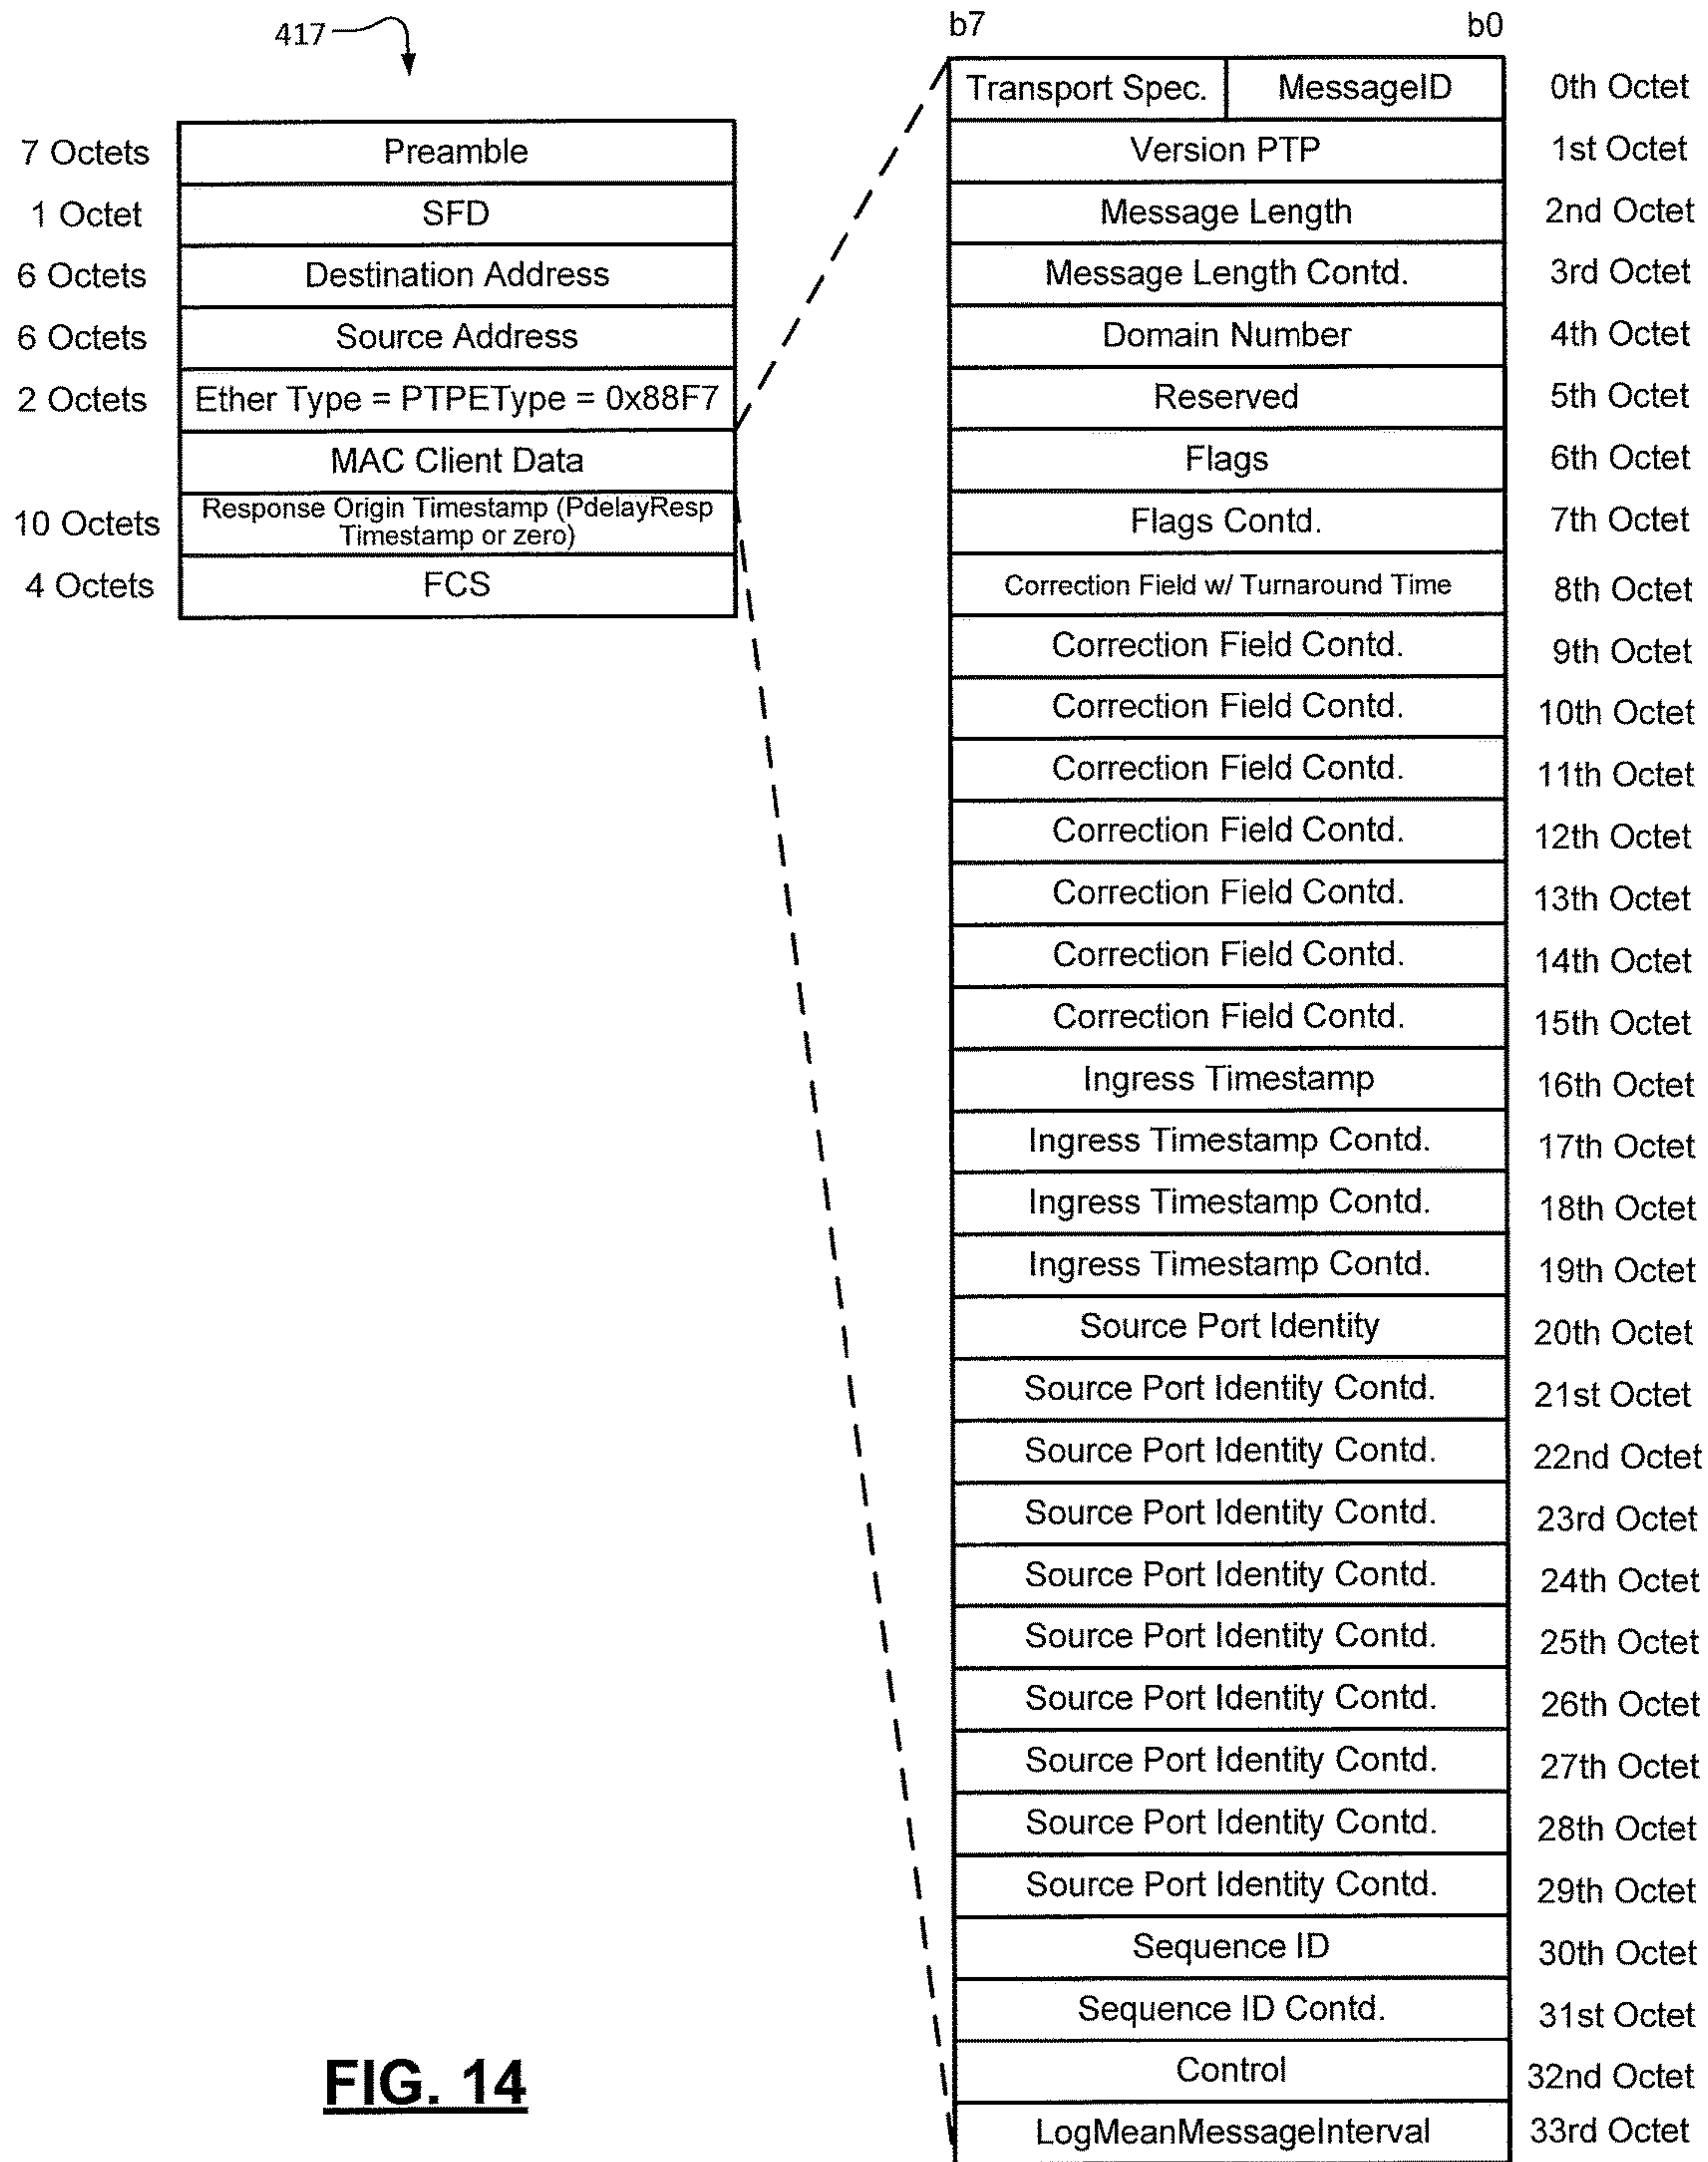 417
7 Octets Preamble
1 Octet SFD
6 Octets Destination Address
6 Octets Source Address
2 Octets Ether Type = PTPEType = 0x88F7
MAC Client Data
10 Octets Response Origin Timestamp (PdelayResp
Timestamp or zero)
4 Octets FCS
b7 b0
Transport Spec. MessageID 0th Octet
Version PTP 1st Octet
Message Length 2nd Octet
Message Length Contd. 3rd Octet
Domain Number 4th Octet
Reserved 5th Octet
Flags 6th Octet
Flags Contd. 7th Octet
Correction Field w/ Turnaround Time 8th Octet
Correction Field Contd. 9th Octet
Correction Field Contd. 10th Octet
Correction Field Contd. 11th Octet
Correction Field Contd. 12th Octet
Correction Field Contd. 13th Octet
Correction Field Contd. 14th Octet
Correction Field Contd. 15th Octet
Ingress Timestamp 16th Octet
Ingress Timestamp Contd. 17th Octet
Ingress Timestamp Contd. 18th Octet
Ingress Timestamp Contd. 19th Octet
Source Port Identity 20th Octet
Source Port Identity Contd. 21st Octet
Source Port Identity Contd. 22nd Octet
Source Port Identity Contd. 23rd Octet
Source Port Identity Contd. 24th Octet
Source Port Identity Contd. 25th Octet
Source Port Identity Contd. 26th Octet
Source Port Identity Contd. 27th Octet
Source Port Identity Contd. 28th Octet
Source Port Identity Contd. 29th Octet
Sequence ID 30th Octet
Sequence ID Contd. 31st Octet
Control 32nd Octet
LogMeanMessageInterval 33rd Octet
FIG. 14